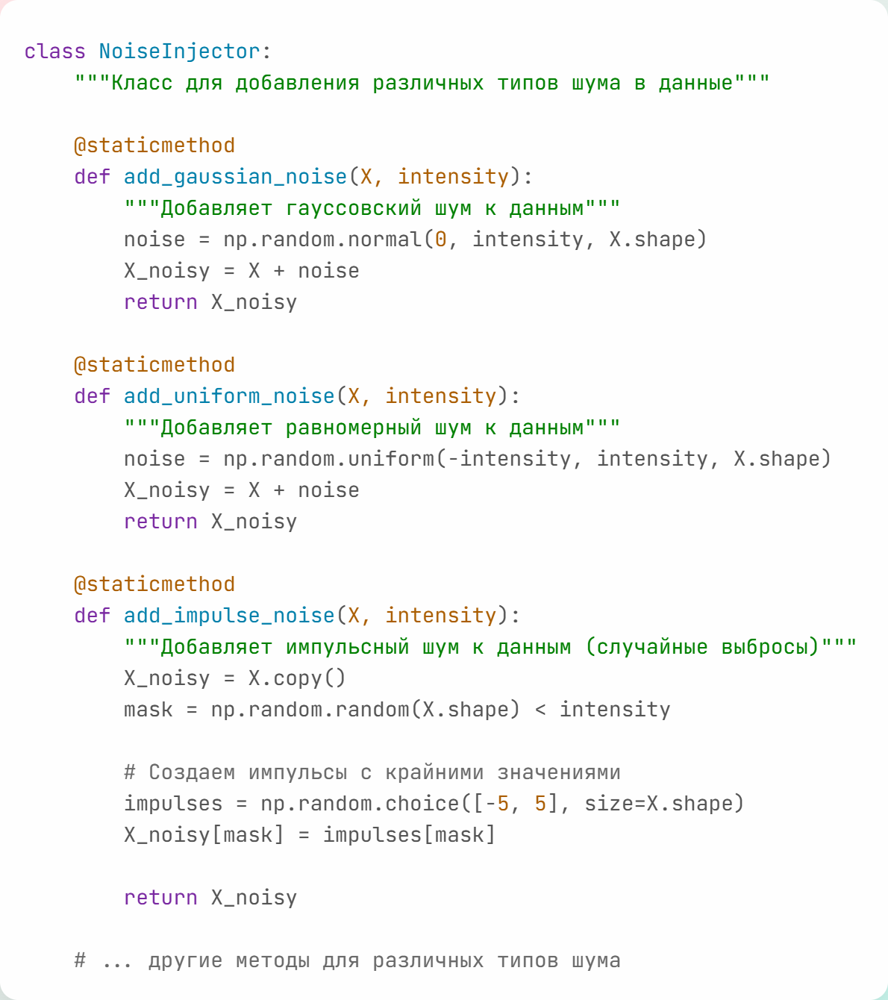 class NoiseInjector:
    """Класс для добавления различных типов шума в данные"""
    @staticmethod
    def add_gaussian_noise(X, intensity):
        """Добавляет гауссовский шум к данным"""
        noise = np.random.normal(0, intensity, X.shape)
        X_noisy = X + noise
        return X_noisy
    @staticmethod
    def add_uniform_noise(X, intensity):
        """Добавляет равномерный шум к данным"""
        noise = np.random.uniform(-intensity, intensity, X.shape)
        X_noisy = X + noise
        return X_noisy
    @staticmethod
    def add_impulse_noise(X, intensity):
        """Добавляет импульсный шум к данным (случайные выбросы)"""
        X_noisy = X.copy()
        mask = np.random.random(X.shape) < intensity
        # Создаем импульсы с крайними значениями
        impulses = np.random.choice([-5, 5], size=X.shape)
        X_noisy[mask] = impulses[mask]
        return X_noisy
    # ... другие методы для различных типов шума